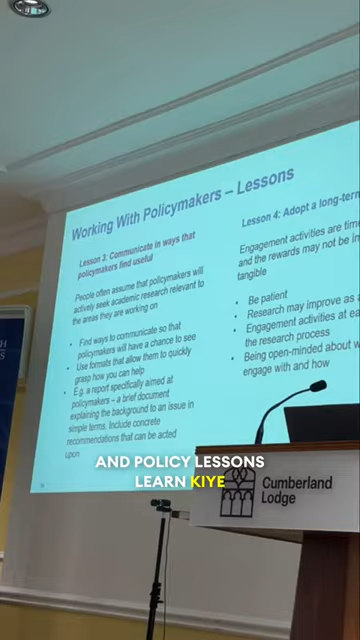 Working With Policymakers – Lessons
Lesson 3: Communicate in ways that
policymakers find useful
People often assume that policymakers will
actively seek academic research relevant to
the areas they are working on
• Find ways to communicate so that
policymakers will have a chance to see
• Use formats that allow them to quickly
grasp how you can help
• E.g. a report specifically aimed at
policymakers – a brief document
explaining the background to an issue in
simple terms. Include concrete
recommendations that can be acted
upon
Lesson 4: Adopt a long-term
Engagement activities are time
and the rewards may not be in
tangible
• Be patient
• Research may improve as a
• Engagement activities at ea
the research process
• Being open-minded about w
engage with and how
AND POLICY LESSONS
LEARN KIYE
Cumberland
Lodge